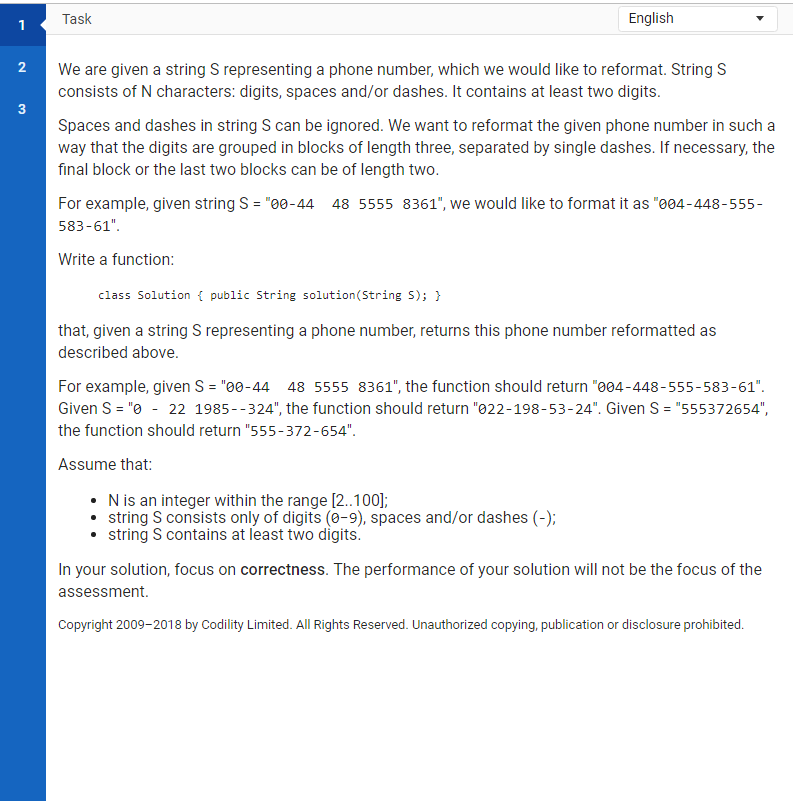 1
Task
English
2
3
We are given a string S representing a phone number, which we would like to reformat. String S
consists of N characters: digits, spaces and/or dashes. It contains at least two digits.
Spaces and dashes in string S can be ignored. We want to reformat the given phone number in such a
way that the digits are grouped in blocks of length three, separated by single dashes. If necessary, the
final block or the last two blocks can be of length two.
For example, given string S = "00-44  48 5555 8361", we would like to format it as "004-448-555-
583-61".
Write a function:
class Solution { public String solution(String S); }
that, given a string S representing a phone number, returns this phone number reformatted as
described above.
For example, given S = "00-44  48 5555 8361", the function should return "004-448-555-583-61".
Given S = "0 - 22 1985--324", the function should return "022-198-53-24". Given S = "555372654",
the function should return "555-372-654".
Assume that:
• N is an integer within the range [2..100];
• string S consists only of digits (0-9), spaces and/or dashes (-);
• string S contains at least two digits.
In your solution, focus on correctness. The performance of your solution will not be the focus of the
assessment.
Copyright 2009–2018 by Codility Limited. All Rights Reserved. Unauthorized copying, publication or disclosure prohibited.